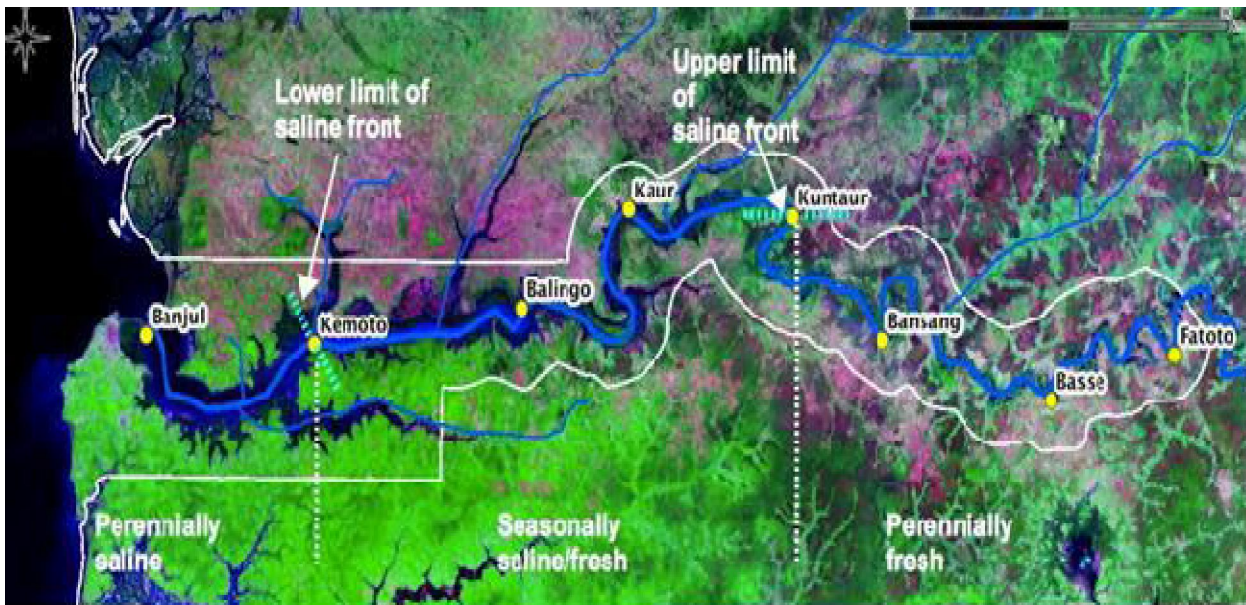 Lower limit of
saline front
Upper limit
of
saline front
Kaur
Kuntaur
Balingo
Banjul
Kemoto
Bansang
Fatoto
Basse
Perennially
saline
Seasonally
saline/fresh
Perennially
fresh